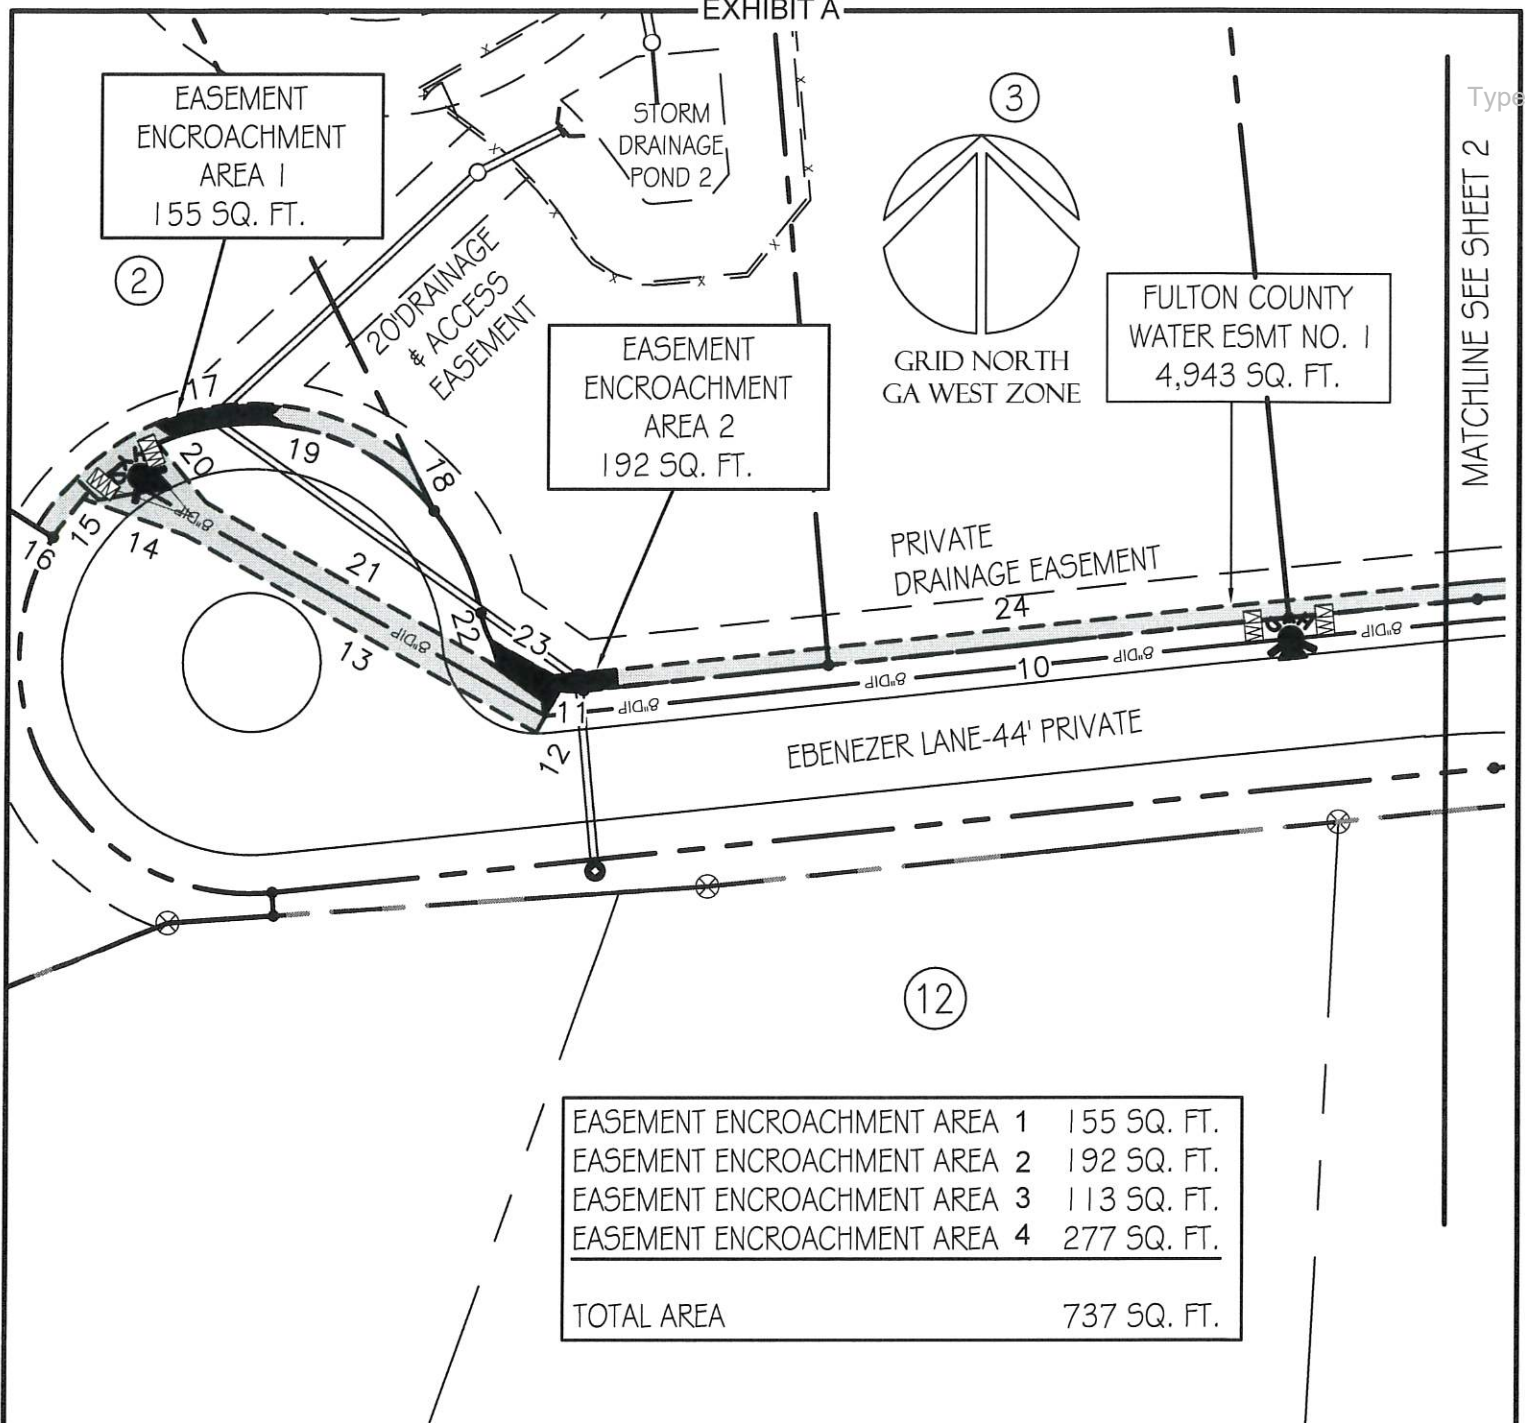 EXHIBIT A
Type
EASEMENT
ENCROACHMENT
AREA 1
155 SQ. FT.
STORM
DRAINAGE
POND 2
3
2
20'DRAINAGE
& ACCESS
EASEMENT
GRID NORTH
GA WEST ZONE
EASEMENT
ENCROACHMENT
AREA 2
192 SQ. FT.
FULTON COUNTY
WATER ESMT NO. 1
4,943 SQ. FT.
MATCHLINE SEE SHEET 2
17
20
19
18
16
15
14
8"DIP
21
13
8"DIP
22
23
PRIVATE
DRAINAGE EASEMENT
24
10
11
12
8"DIP
8"DIP
8"DIP
8"DIP
EBENEZER LANE-44' PRIVATE
12
EASEMENT ENCROACHMENT AREA 1 155 SQ. FT.
EASEMENT ENCROACHMENT AREA 2 192 SQ. FT.
EASEMENT ENCROACHMENT AREA 3 113 SQ. FT.
EASEMENT ENCROACHMENT AREA 4 277 SQ. FT.
TOTAL AREA 737 SQ. FT.